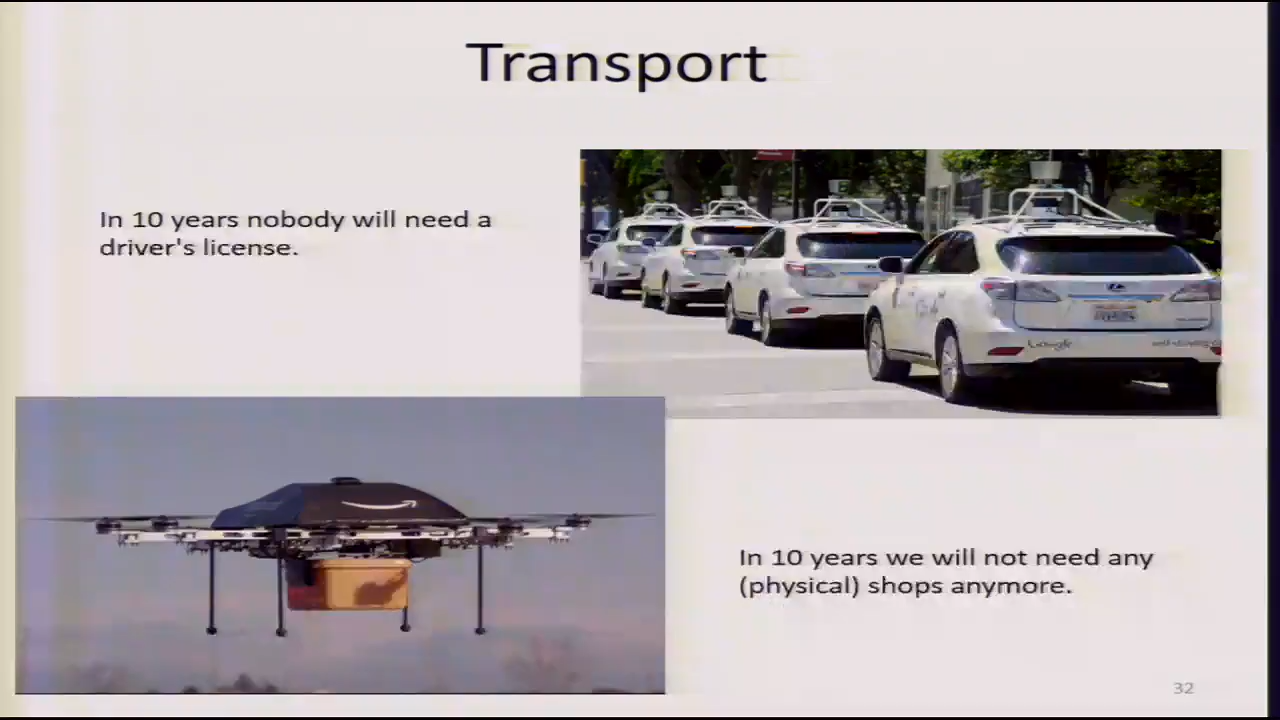 Transport
In 10 years nobody will need a
driver's license.
Google
In 10 years we will not need any
(physical) shops anymore.
32